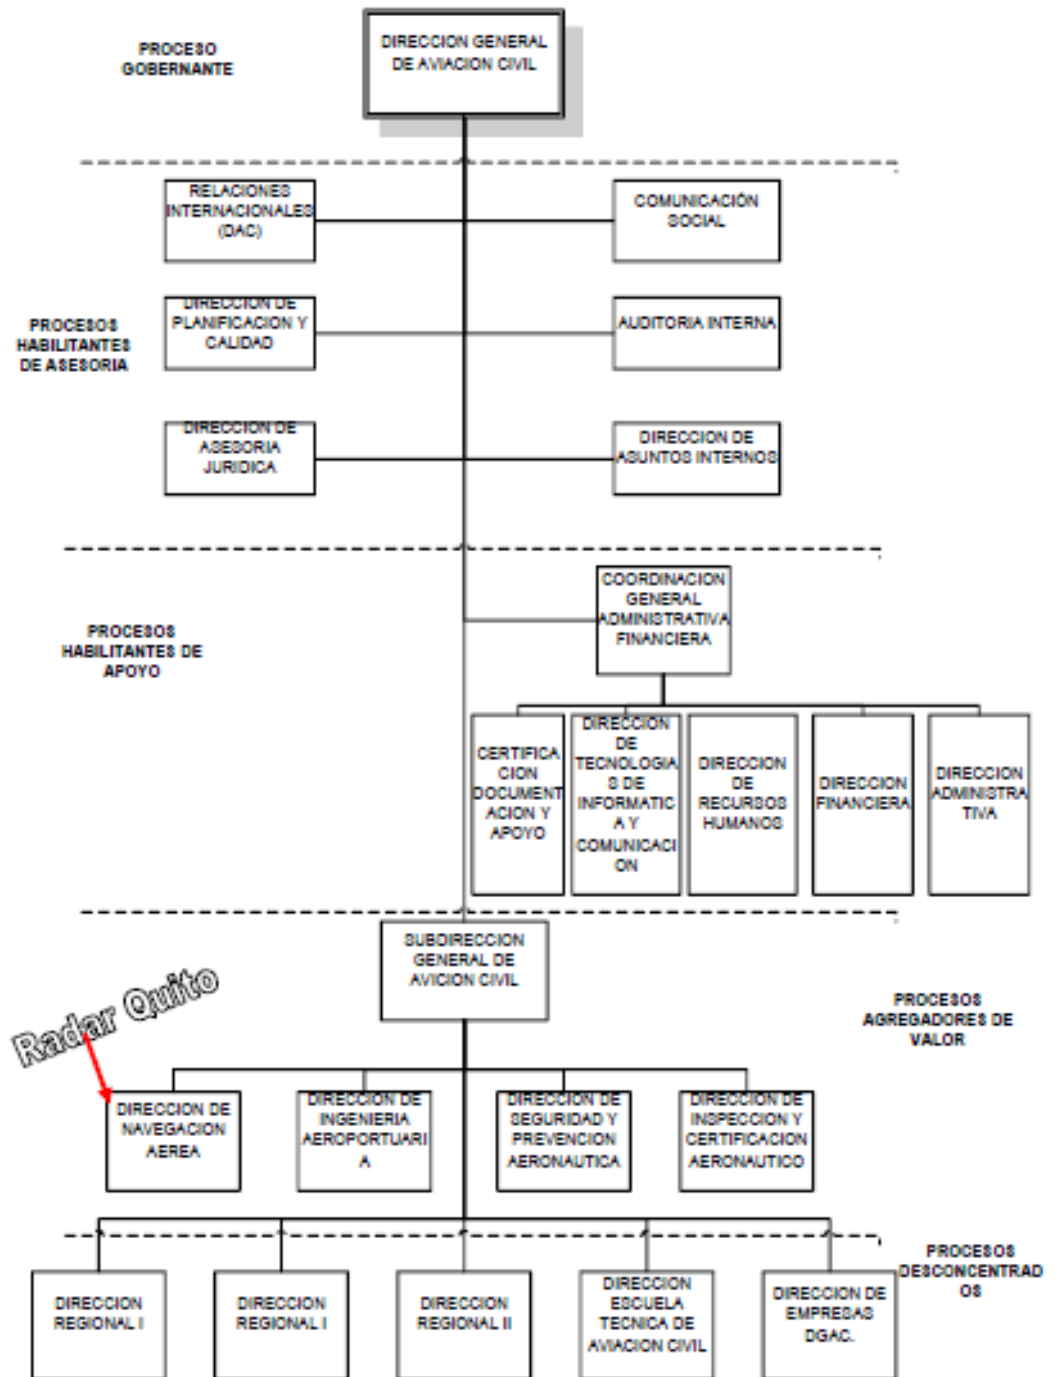 PROCESO
GOBERNANTE
DIRECCION GENERAL
DE AVIACION CIVIL
RELACIONES
INTERNACIONALES
(DAC)
COMUNICACIÓN
SOCIAL
PROCESOS
HABILITANTES
DE ASESORIA
DIRECCION DE
PLANIFICACION Y
CALIDAD
AUDITORIA INTERNA
DIRECCION DE
ASESORIA
JURIDICA
DIRECCION DE
ASUNTOS INTERNOS
PROCESOS
HABILITANTES DE
APOYO
COORDINACION
GENERAL
ADMINISTRATIVA
FINANCIERA
CERTIFICA
CION
DOCUMENT
ACION Y
APOYO
DIRECCION
DE
TECNOLOGIA
S DE
INFORMATIC
A Y
COMUNICACI
ON
DIRECCION
DE
RECURSOS
HUMANOS
DIRECCION
FINANCIERA
DIRECCION
ADMINISTRA
TIVA
SUBDIRECCION
GENERAL DE
AVICION CIVIL
PROCESOS
AGREGADORES DE
VALOR
Radar Quito
DIRECCION DE
NAVEGACION
AEREA
DIRECCION DE
INGENIERIA
AEROPORTUARI
A
DIRECCION DE
SEGURIDAD Y
PREVENCION
AERONAUTICA
DIRECCION DE
INSPECCION Y
CERTIFICACION
AERONAUTICO
PROCESOS
DESCONCENTRAD
OS
DIRECCION
REGIONAL I
DIRECCION
REGIONAL I
DIRECCION
REGIONAL II
DIRECCION
ESCUELA
TECNICA DE
AVIACION CIVIL
DIRECCION DE
EMPRESAS
DGAC.